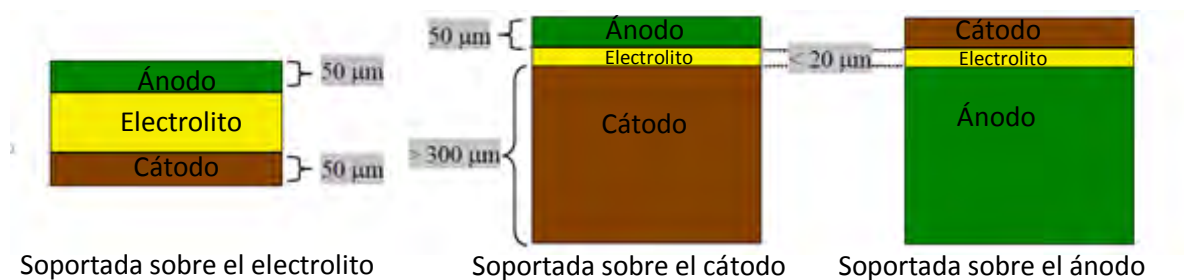 Ánodo
50 μm
Electrolito
Cátodo
50 μm
Soportada sobre el electrolito
50 μm
Ánodo
Electrolito
< 20 μm
Cátodo
> 300 μm
Soportada sobre el cátodo
Cátodo
Electrolito
Ánodo
Soportada sobre el ánodo